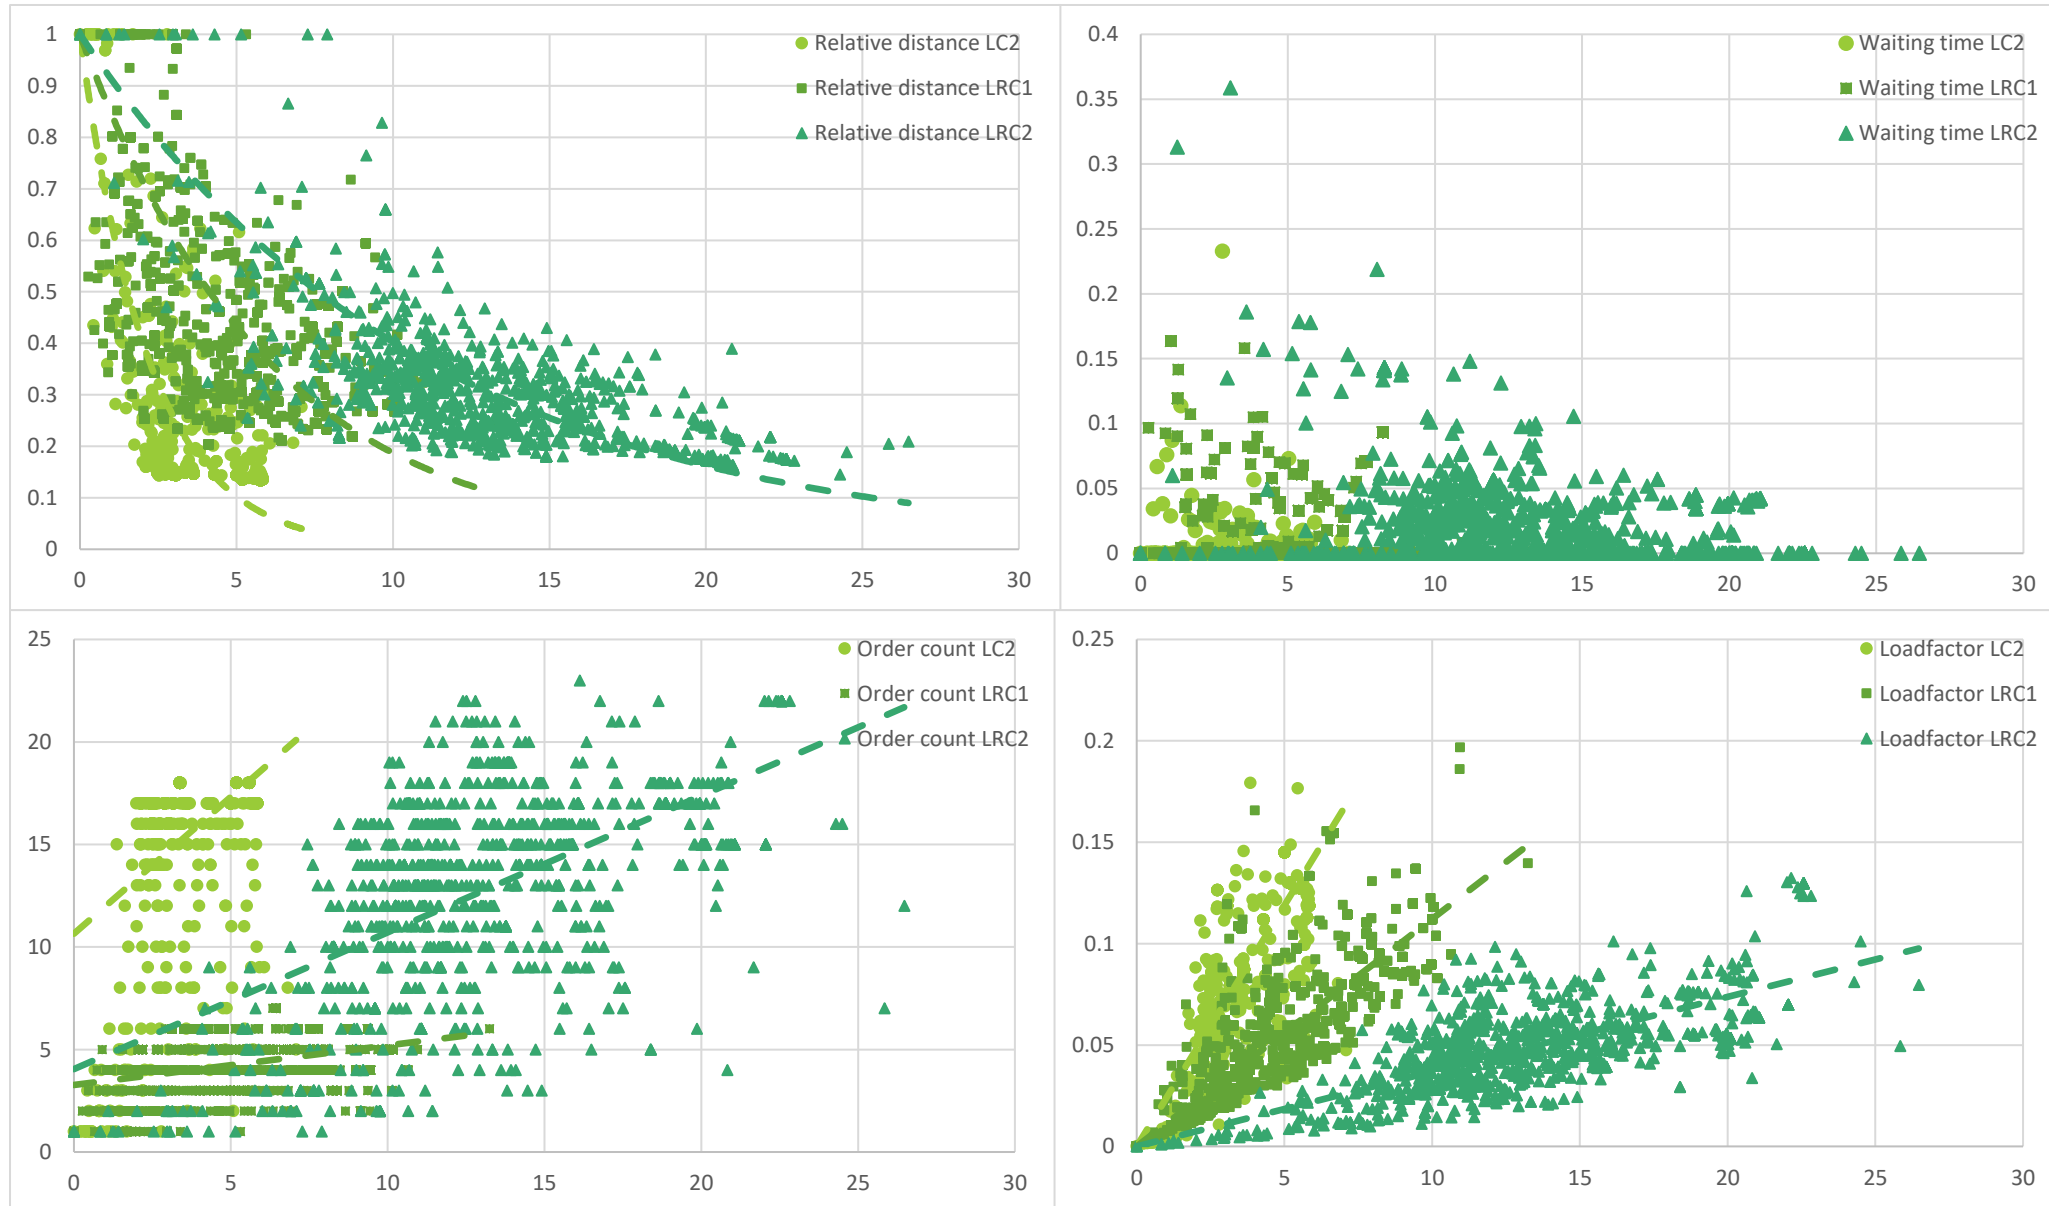 1
0.9
0.8
0.7
0.6
0.5
0.4
0.3
0.2
0.1
0
0 5 10 15 20 25 30
Relative distance LC2
Relative distance LRC1
Relative distance LRC2
0.4
0.35
0.3
0.25
0.2
0.15
0.1
0.05
0
0 5 10 15 20 25 30
Waiting time LC2
Waiting time LRC1
Waiting time LRC2
25
20
15
10
5
0
0 5 10 15 20 25 30
Order count LC2
Order count LRC1
Order count LRC2
0.25
0.2
0.15
0.1
0.05
0
0 5 10 15 20 25 30
Loadfactor LC2
Loadfactor LRC1
Loadfactor LRC2